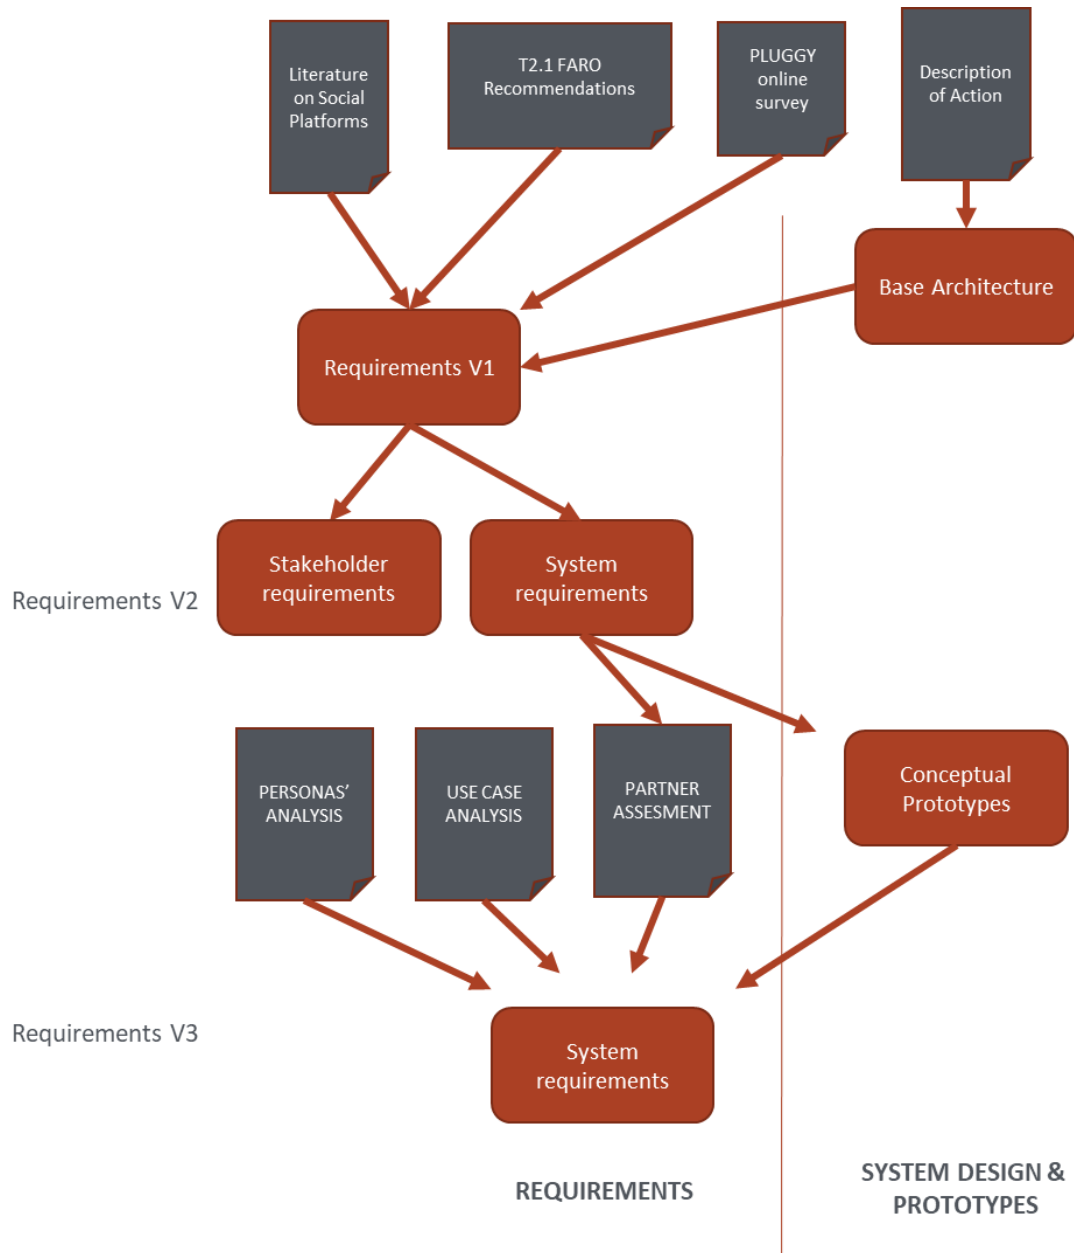 Literature
on Social
Platforms
T2.1 FARO
Recommendations
PLUGGY
online
survey
Description
of Action
Base Architecture
Requirements V1
Stakeholder
requirements
System
requirements
Requirements V2
PERSONAS’
ANALYSIS
USE CASE
ANALYSIS
PARTNER
ASSESMENT
Conceptual
Prototypes
Requirements V3
System
requirements
REQUIREMENTS
SYSTEM DESIGN &
PROTOTYPES